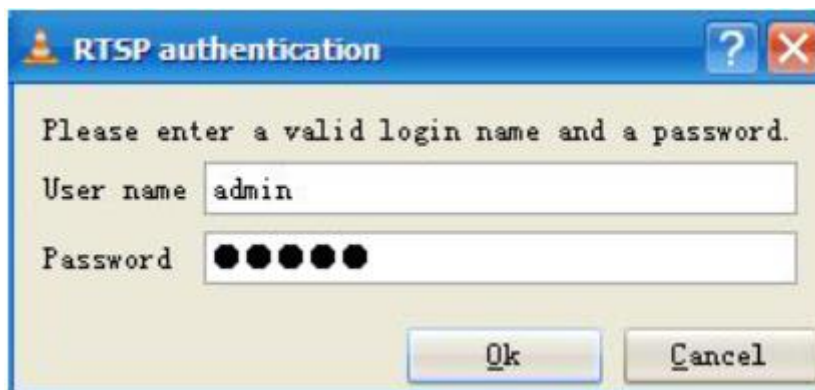 RTSP authentication
Please enter a valid login name and a password.
User name admin
Password ●●●●●
Ok Cancel